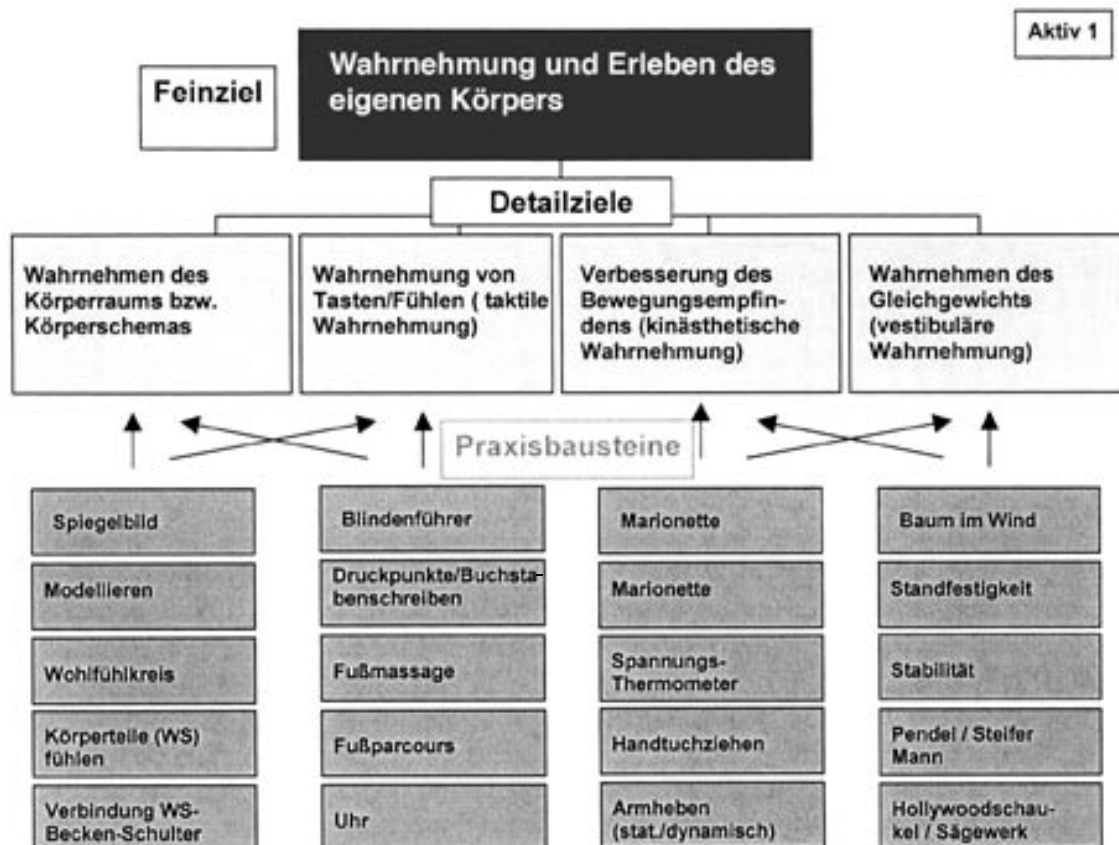 Aktiv 1
Feinziel
Wahrnehmung und Erleben des
eigenen Körpers
Detailziele
Wahrnehmen des
Körperraums bzw.
Körperschemas
Wahrnehmung von
Tasten/Fühlen ( taktile
Wahrnehmung)
Verbesserung des
Bewegungsempfin-
dens (kinästhetische
Wahrnehmung)
Wahrnehmen des
Gleichgewichts
(vestibuläre
Wahrnehmung)
Praxisbausteine
Spiegelbild
Modellieren
Wohlfühlkreis
Körperteile (WS)
fühlen
Verbindung WS-
Becken-Schulter
Blindenführer
Druckpunkte/Buchsta-
benschreiben
Fußmassage
Fußparcours
Uhr
Marionette
Marionette
Spannungs-
Thermometer
Handtuchziehen
Armheben
(stat./dynamisch)
Baum im Wind
Standfestigkeit
Stabilität
Pendel / Steifer
Mann
Hollywoodschau-
kel / Sägewerk